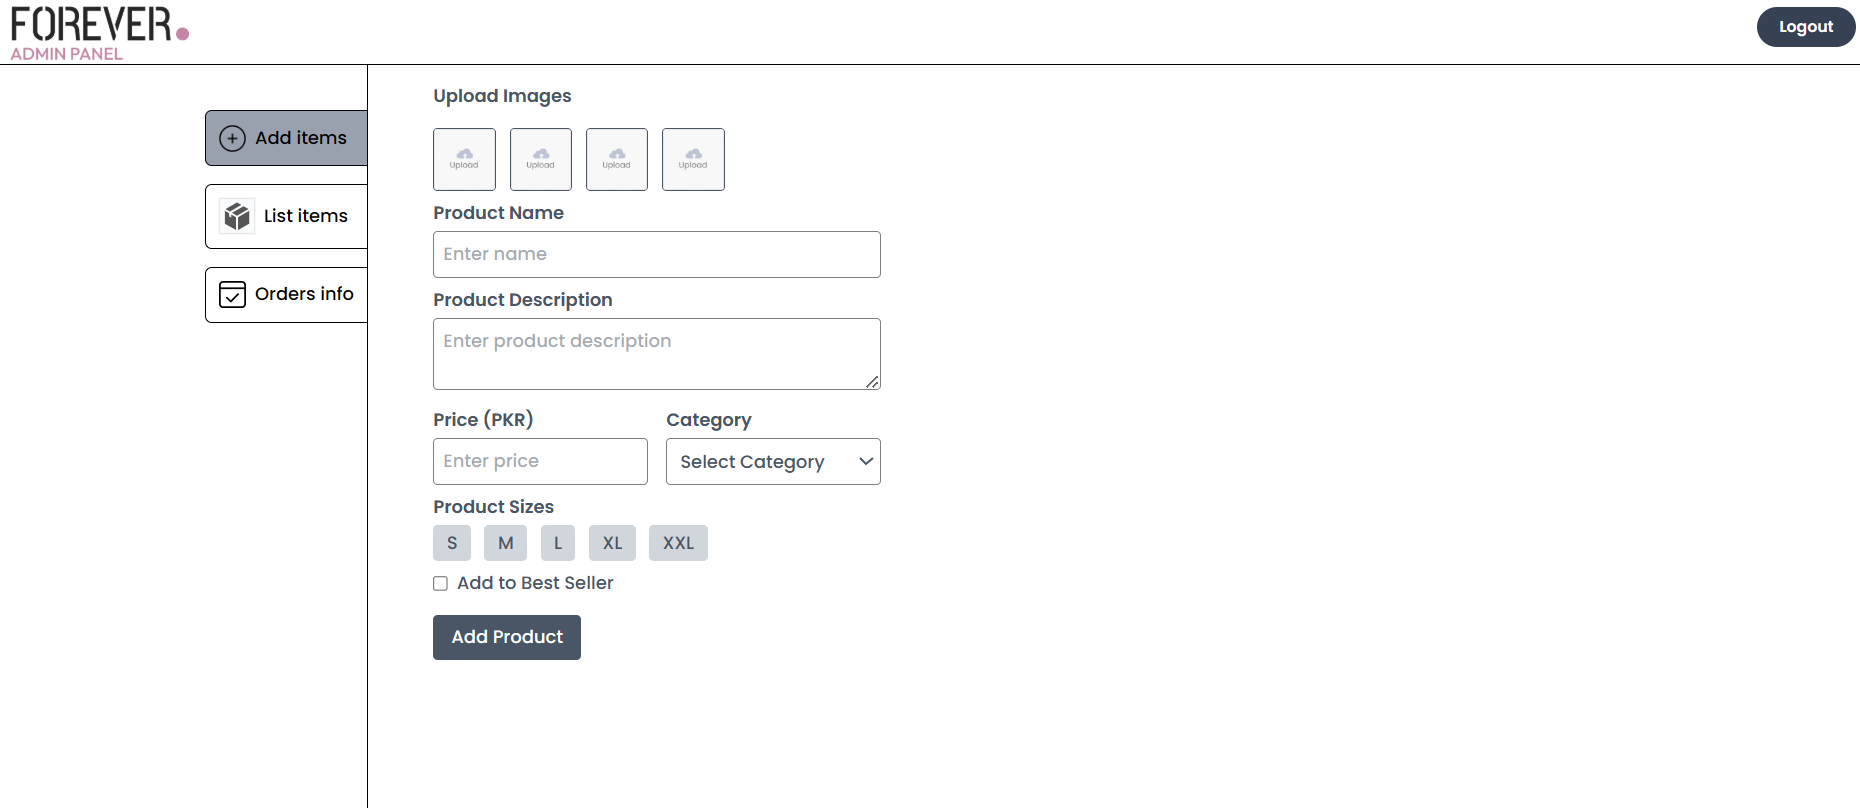 FOREVER.
ADMIN PANEL
Logout
Add items
List items
Orders info
Upload Images
Upload Upload Upload Upload
Product Name
Enter name
Product Description
Enter product description
Price (PKR) Category
Enter price Select Category
Product Sizes
S M L XL XXL
Add to Best Seller
Add Product